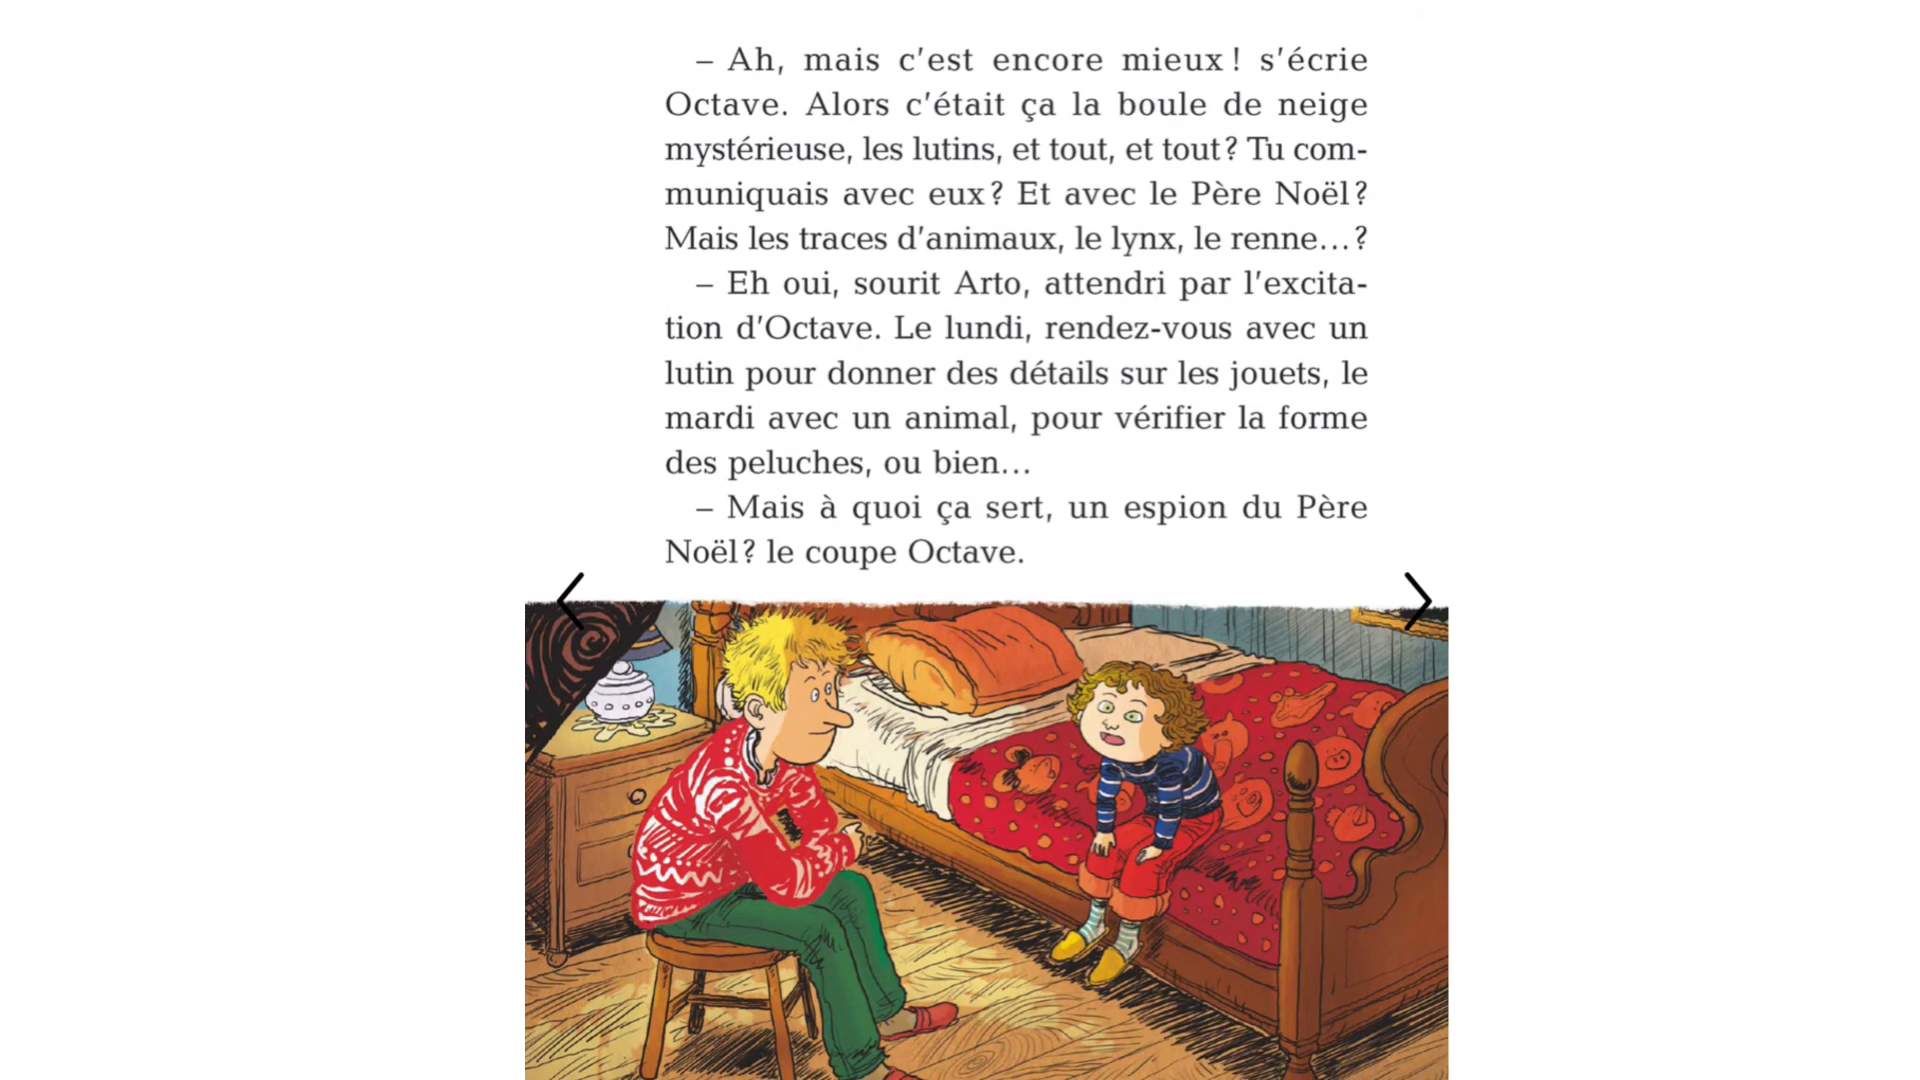 – Ah, mais c’est encore mieux ! s’écrie
Octave. Alors c’était ça la boule de neige
mystérieuse, les lutins, et tout, et tout ? Tu com-
muniquais avec eux ? Et avec le Père Noël ?
Mais les traces d’animaux, le lynx, le renne… ?
– Eh oui, sourit Arto, attendri par l’excita-
tion d’Octave. Le lundi, rendez-vous avec un
lutin pour donner des détails sur les jouets, le
mardi avec un animal, pour vérifier la forme
des peluches, ou bien…
– Mais à quoi ça sert, un espion du Père
Noël ? le coupe Octave.